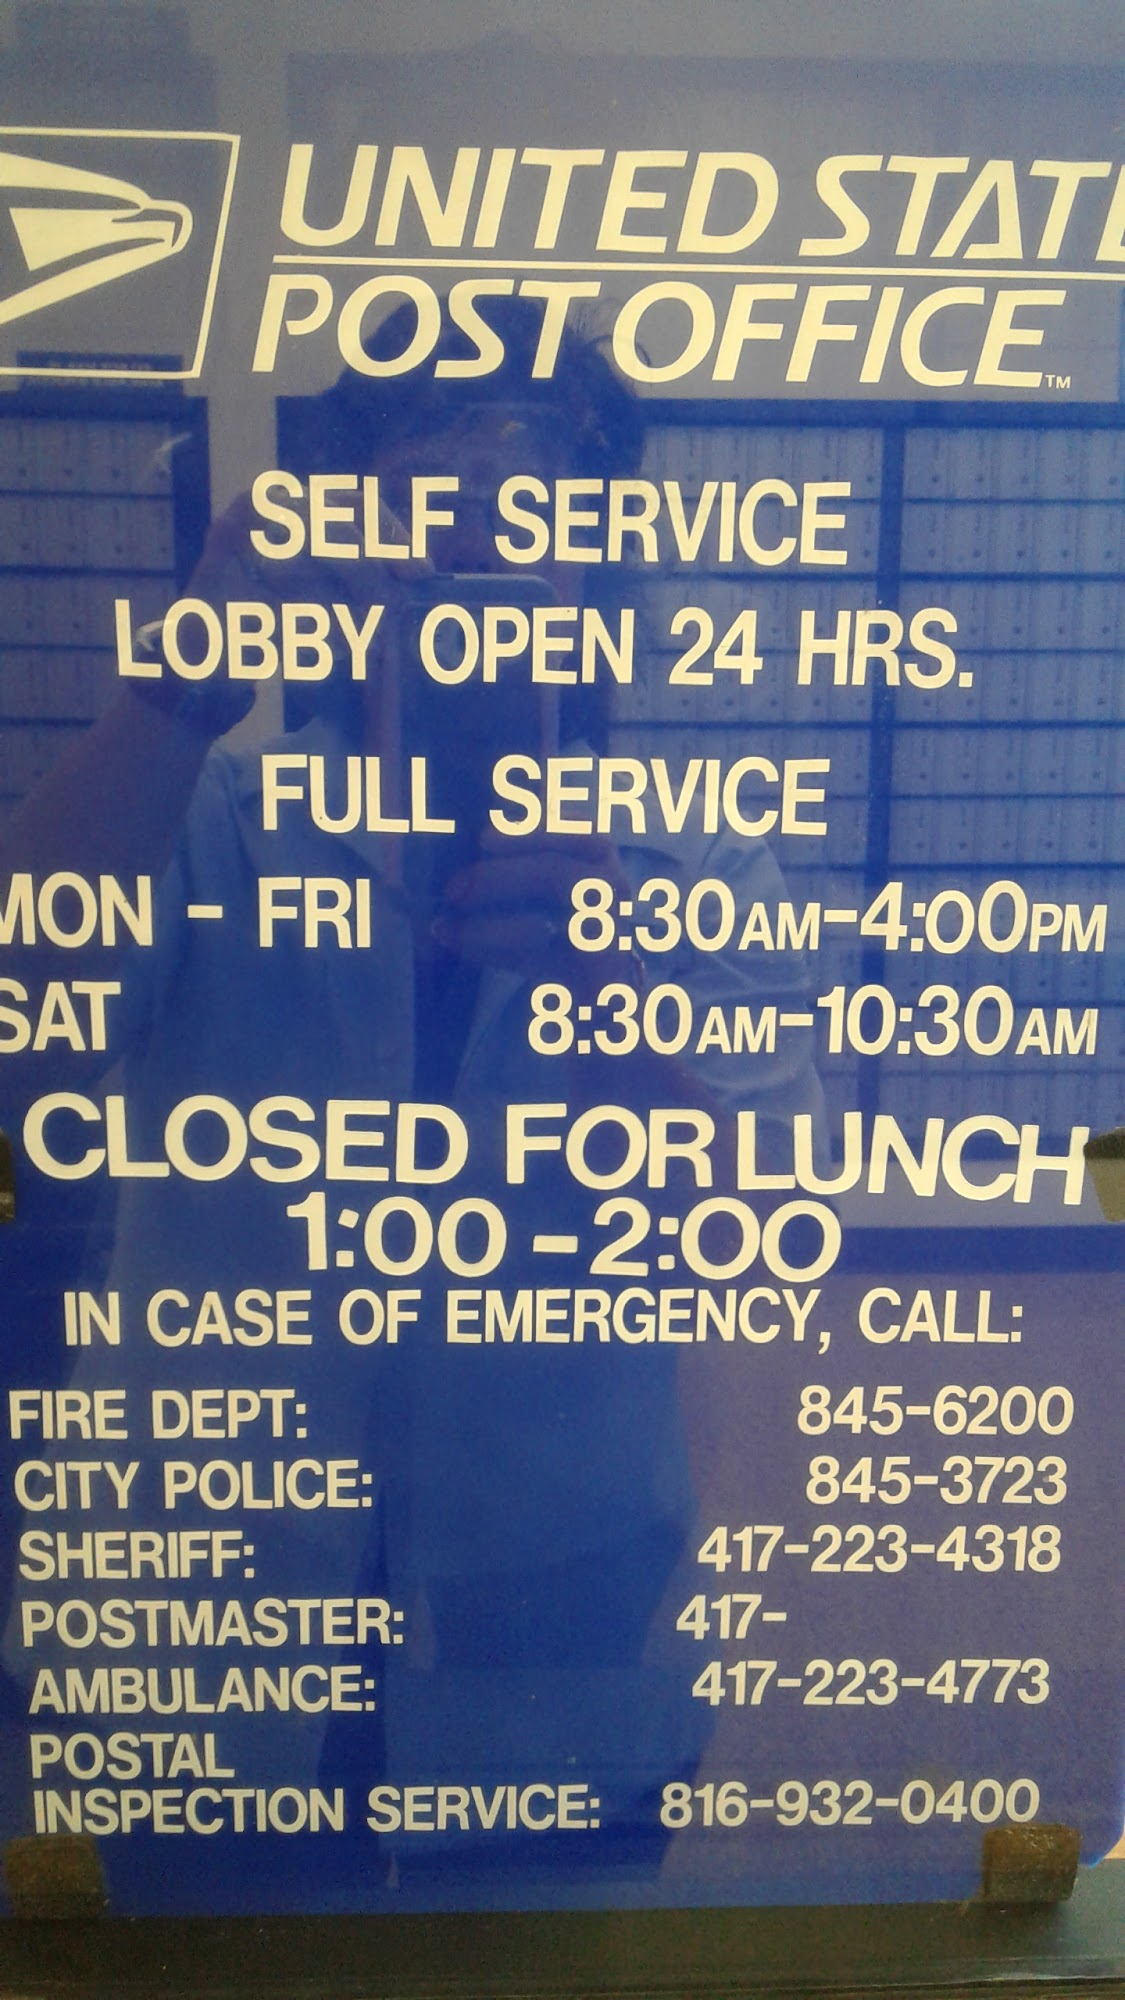 UNITED STATE
POST OFFICE™
SELF SERVICE
LOBBY OPEN 24 HRS.
FULL SERVICE
MON - FRI 8:30AM-4:00PM
SAT 8:30AM-10:30AM
CLOSED FOR LUNCH
1:00 - 2:00
IN CASE OF EMERGENCY, CALL:
FIRE DEPT: 845-6200
CITY POLICE: 845-3723
SHERIFF: 417-223-4318
POSTMASTER: 417-
AMBULANCE: 417-223-4773
POSTAL
INSPECTION SERVICE: 816-932-0400